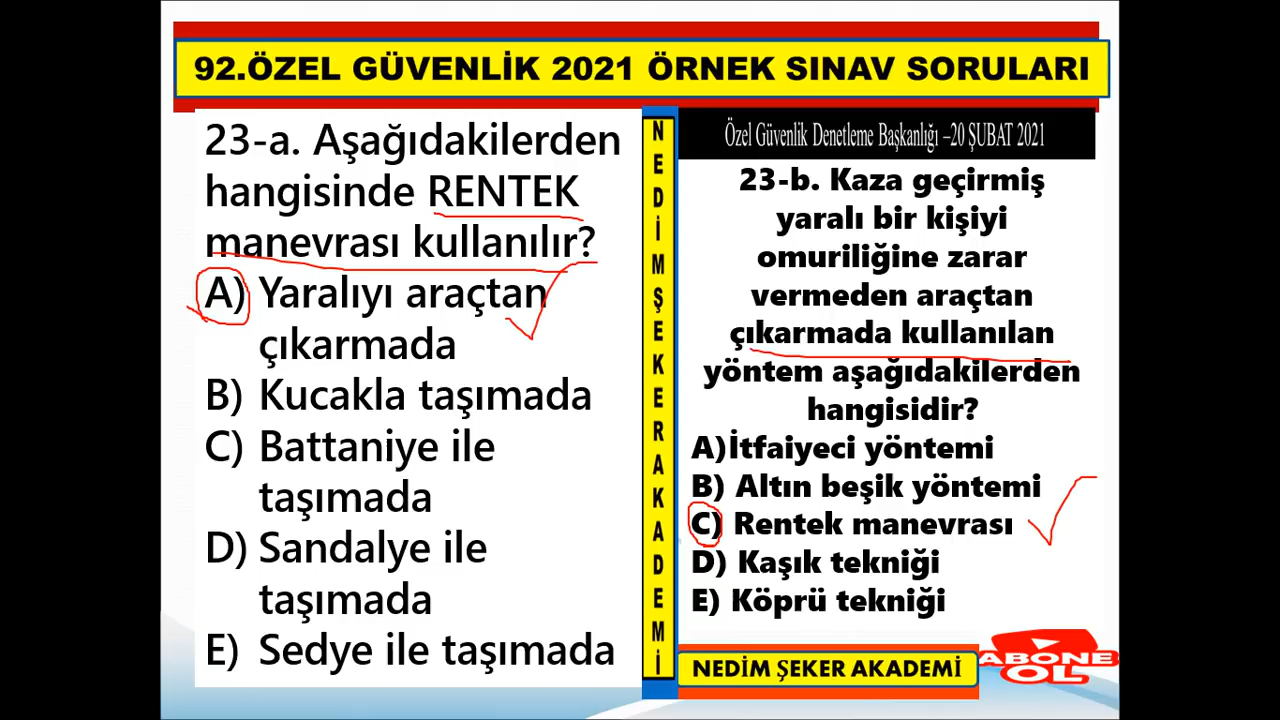 92.ÖZEL GÜVENLİK 2021 ÖRNEK SINAV SORULARI
23-a. Aşağıdakilerden
hangisinde RENTEK
manevrası kullanılır?
A) Yaralıyı araçtan
çıkarmada
B) Kucakla taşımada
C) Battaniye ile
taşımada
D) Sandalye ile
taşımada
E) Sedye ile taşımada
NEDİM ŞEKER AKADEMİ
Özel Güvenlik Denetleme Başkanlığı –20 ŞUBAT 2021
23-b. Kaza geçirmiş
yaralı bir kişiyi
omuriliğine zarar
vermeden araçtan
çıkarmada kullanılan
yöntem aşağıdakilerden
hangisidir?
A)İtfaiyeci yöntemi
B) Altın beşik yöntemi
C) Rentek manevrası
D) Kaşık tekniği
E) Köprü tekniği
NEDİM ŞEKER AKADEMİ
ABONE
OL